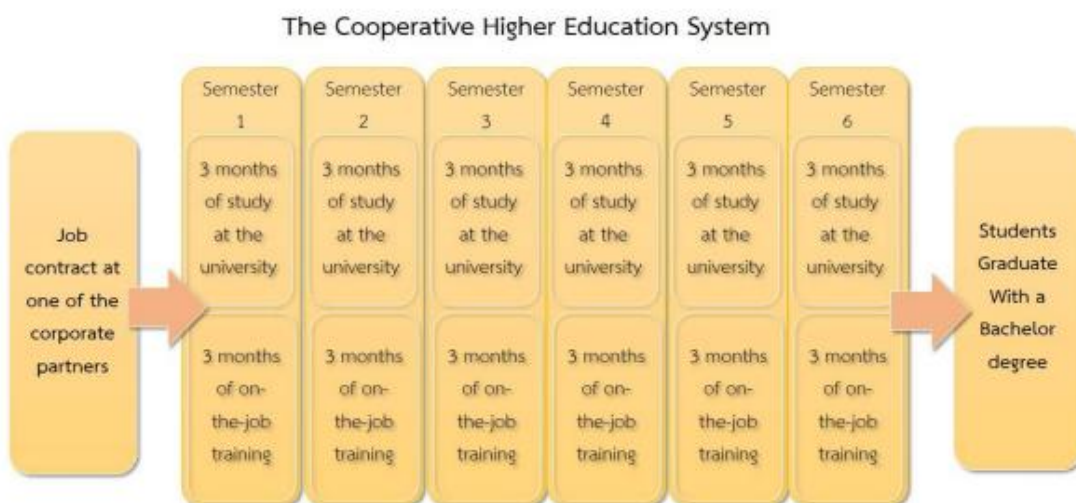 The Cooperative Higher Education System
Job
contract at
one of the
corporate
partners
Semester
1
3 months
of study
at the
university
3 months
of on-
the-job
training
Semester
2
3 months
of study
at the
university
3 months
of on-
the-job
training
Semester
3
3 months
of study
at the
university
3 months
of on-
the-job
training
Semester
4
3 months
of study
at the
university
3 months
of on-
the-job
training
Semester
5
3 months
of study
at the
university
3 months
of on-
the-job
training
Semester
6
3 months
of study
at the
university
3 months
of on-
the-job
training
Students
Graduate
With a
Bachelor
degree